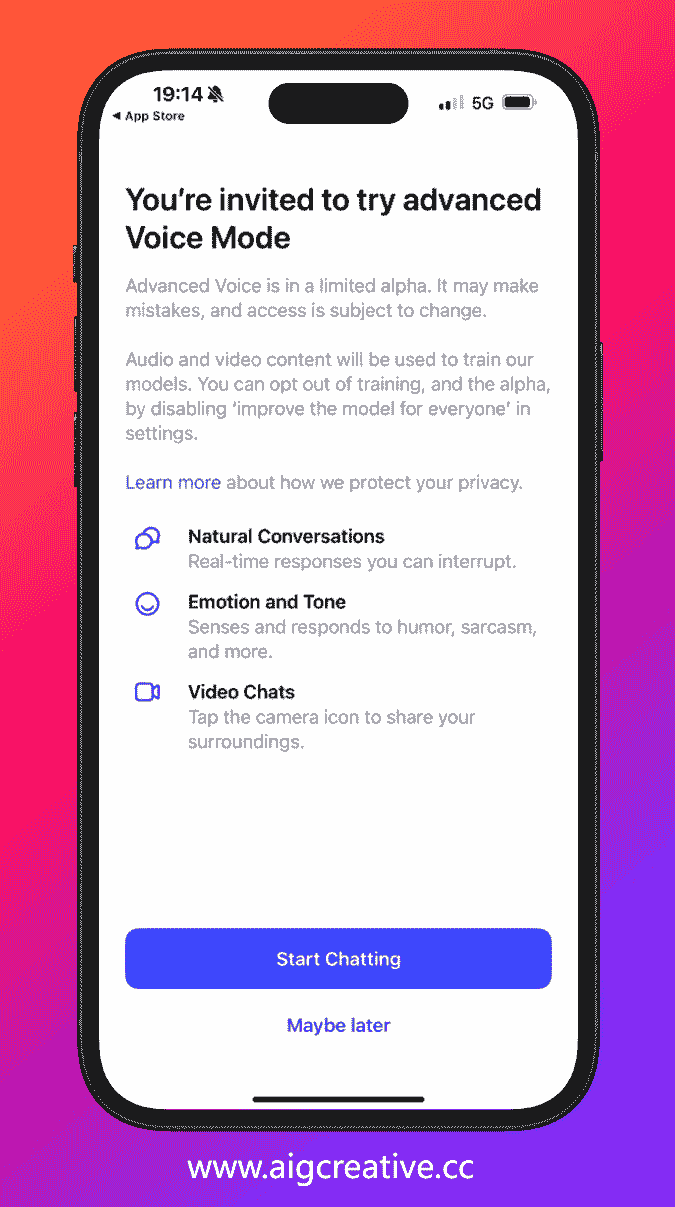 19:14
5G
◀ App Store
You’re invited to try advanced
Voice Mode
Advanced Voice is in a limited alpha. It may make
mistakes, and access is subject to change.
Audio and video content will be used to train our
models. You can opt out of training, and the alpha,
by disabling ‘improve the model for everyone’ in
settings.
Learn more about how we protect your privacy.
Natural Conversations
Real-time responses you can interrupt.
Emotion and Tone
Senses and responds to humor, sarcasm,
and more.
Video Chats
Tap the camera icon to share your
surroundings.
Start Chatting
Maybe later
www.aigcreative.cc